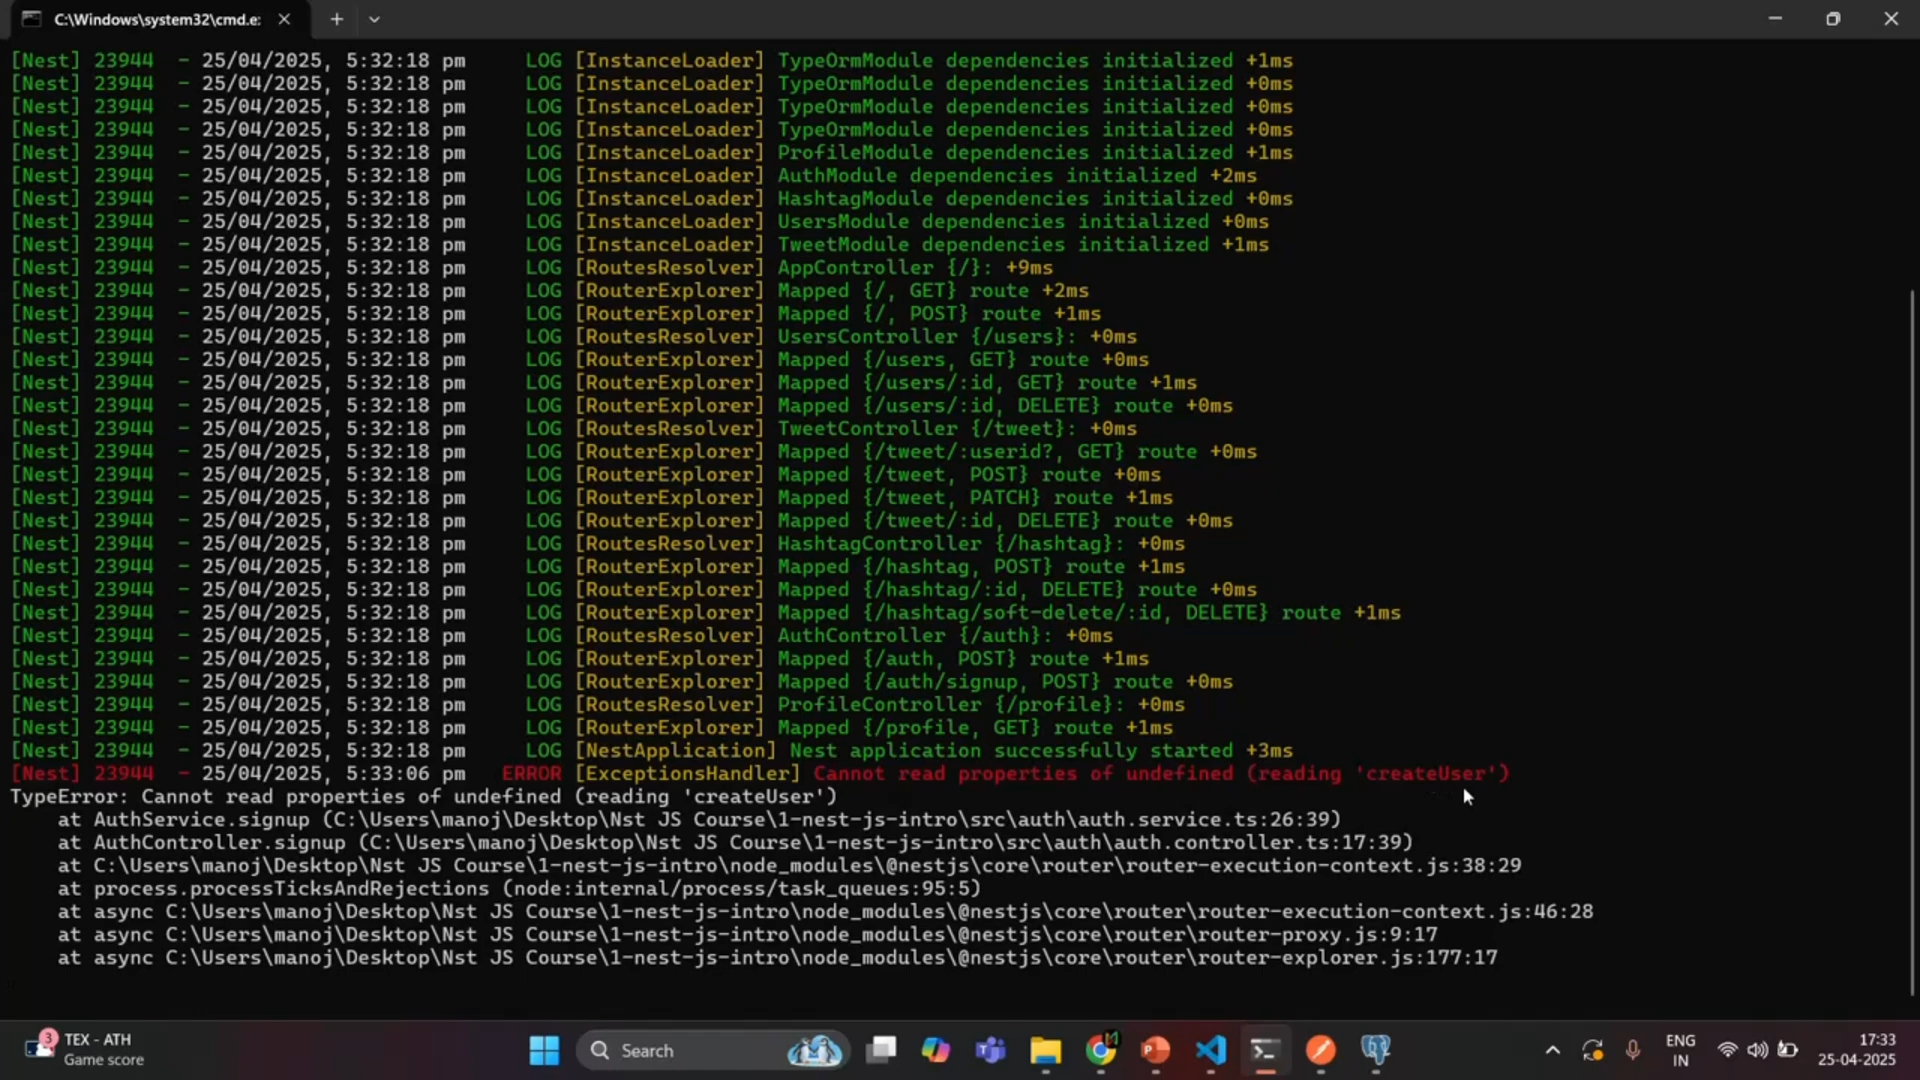 C:\Windows\system32\cmd.e:
[Nest] 23944  - 25/04/2025, 5:32:18 pm     LOG [InstanceLoader] TypeOrmModule dependencies initialized +1ms
[Nest] 23944  - 25/04/2025, 5:32:18 pm     LOG [InstanceLoader] TypeOrmModule dependencies initialized +0ms
[Nest] 23944  - 25/04/2025, 5:32:18 pm     LOG [InstanceLoader] TypeOrmModule dependencies initialized +0ms
[Nest] 23944  - 25/04/2025, 5:32:18 pm     LOG [InstanceLoader] TypeOrmModule dependencies initialized +0ms
[Nest] 23944  - 25/04/2025, 5:32:18 pm     LOG [InstanceLoader] ProfileModule dependencies initialized +1ms
[Nest] 23944  - 25/04/2025, 5:32:18 pm     LOG [InstanceLoader] AuthModule dependencies initialized +2ms
[Nest] 23944  - 25/04/2025, 5:32:18 pm     LOG [InstanceLoader] HashtagModule dependencies initialized +0ms
[Nest] 23944  - 25/04/2025, 5:32:18 pm     LOG [InstanceLoader] UsersModule dependencies initialized +0ms
[Nest] 23944  - 25/04/2025, 5:32:18 pm     LOG [InstanceLoader] TweetModule dependencies initialized +1ms
[Nest] 23944  - 25/04/2025, 5:32:18 pm     LOG [RoutesResolver] AppController {/}: +9ms
[Nest] 23944  - 25/04/2025, 5:32:18 pm     LOG [RouterExplorer] Mapped {/, GET} route +2ms
[Nest] 23944  - 25/04/2025, 5:32:18 pm     LOG [RouterExplorer] Mapped {/, POST} route +1ms
[Nest] 23944  - 25/04/2025, 5:32:18 pm     LOG [RoutesResolver] UsersController {/users}: +0ms
[Nest] 23944  - 25/04/2025, 5:32:18 pm     LOG [RouterExplorer] Mapped {/users, GET} route +0ms
[Nest] 23944  - 25/04/2025, 5:32:18 pm     LOG [RouterExplorer] Mapped {/users/:id, GET} route +1ms
[Nest] 23944  - 25/04/2025, 5:32:18 pm     LOG [RouterExplorer] Mapped {/users/:id, DELETE} route +0ms
[Nest] 23944  - 25/04/2025, 5:32:18 pm     LOG [RoutesResolver] TweetController {/tweet}: +0ms
[Nest] 23944  - 25/04/2025, 5:32:18 pm     LOG [RouterExplorer] Mapped {/tweet/:userid?, GET} route +0ms
[Nest] 23944  - 25/04/2025, 5:32:18 pm     LOG [RouterExplorer] Mapped {/tweet, POST} route +0ms
[Nest] 23944  - 25/04/2025, 5:32:18 pm     LOG [RouterExplorer] Mapped {/tweet, PATCH} route +1ms
[Nest] 23944  - 25/04/2025, 5:32:18 pm     LOG [RouterExplorer] Mapped {/tweet/:id, DELETE} route +0ms
[Nest] 23944  - 25/04/2025, 5:32:18 pm     LOG [RoutesResolver] HashtagController {/hashtag}: +0ms
[Nest] 23944  - 25/04/2025, 5:32:18 pm     LOG [RouterExplorer] Mapped {/hashtag, POST} route +1ms
[Nest] 23944  - 25/04/2025, 5:32:18 pm     LOG [RouterExplorer] Mapped {/hashtag/:id, DELETE} route +0ms
[Nest] 23944  - 25/04/2025, 5:32:18 pm     LOG [RouterExplorer] Mapped {/hashtag/soft-delete/:id, DELETE} route +1ms
[Nest] 23944  - 25/04/2025, 5:32:18 pm     LOG [RoutesResolver] AuthController {/auth}: +0ms
[Nest] 23944  - 25/04/2025, 5:32:18 pm     LOG [RouterExplorer] Mapped {/auth, POST} route +1ms
[Nest] 23944  - 25/04/2025, 5:32:18 pm     LOG [RouterExplorer] Mapped {/auth/signup, POST} route +0ms
[Nest] 23944  - 25/04/2025, 5:32:18 pm     LOG [RoutesResolver] ProfileController {/profile}: +0ms
[Nest] 23944  - 25/04/2025, 5:32:18 pm     LOG [RouterExplorer] Mapped {/profile, GET} route +1ms
[Nest] 23944  - 25/04/2025, 5:32:18 pm     LOG [NestApplication] Nest application successfully started +3ms
[Nest] 23944  - 25/04/2025, 5:33:06 pm   ERROR [ExceptionsHandler] Cannot read properties of undefined (reading 'createUser')
TypeError: Cannot read properties of undefined (reading 'createUser')
    at AuthService.signup (C:\Users\manoj\Desktop\Nst JS Course\1-nest-js-intro\src\auth\auth.service.ts:26:39)
    at AuthController.signup (C:\Users\manoj\Desktop\Nst JS Course\1-nest-js-intro\src\auth\auth.controller.ts:17:39)
    at C:\Users\manoj\Desktop\Nst JS Course\1-nest-js-intro\node_modules\@nestjs\core\router\router-execution-context.js:38:29
    at process.processTicksAndRejections (node:internal/process/task_queues:95:5)
    at async C:\Users\manoj\Desktop\Nst JS Course\1-nest-js-intro\node_modules\@nestjs\core\router\router-execution-context.js:46:28
    at async C:\Users\manoj\Desktop\Nst JS Course\1-nest-js-intro\node_modules\@nestjs\core\router\router-proxy.js:9:17
    at async C:\Users\manoj\Desktop\Nst JS Course\1-nest-js-intro\node_modules\@nestjs\core\router\router-explorer.js:177:17
3
TEX - ATH
Game score
Search
ENG
IN
17:33
25-04-2025